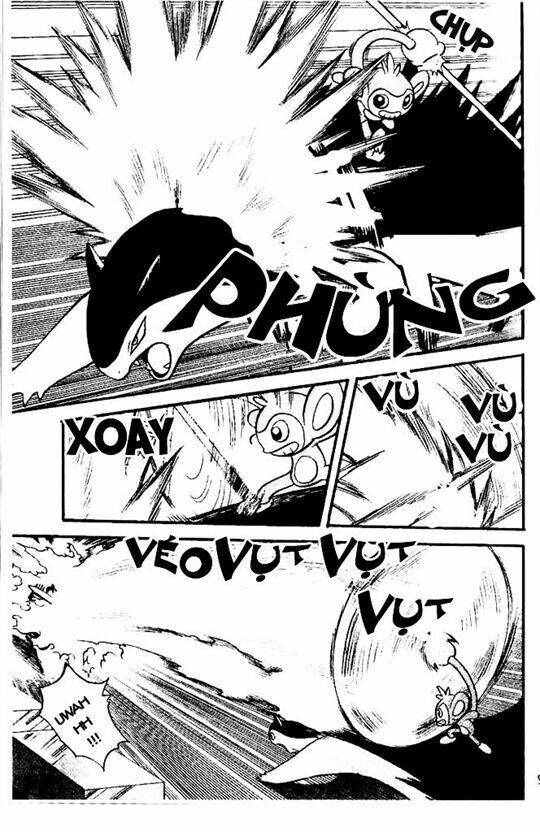 CHỤP
PHÙNG
XOAY
VÙ
VÙ
VÙ
VÉO VỤT VỤT
VỤT
UWAH
HH
!!!